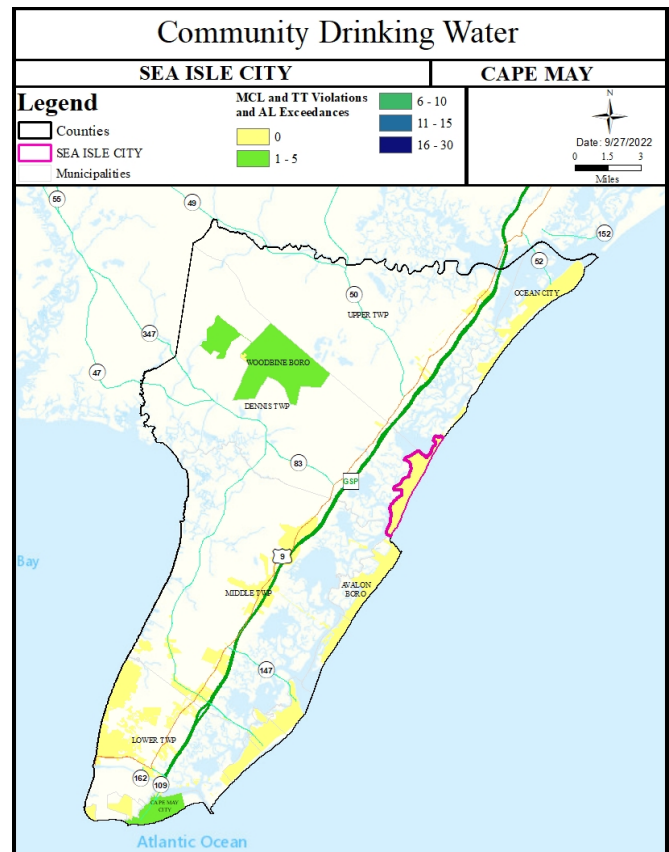 Community Drinking Water
SEA ISLE CITY
CAPE MAY
Legend
Counties
SEA ISLE CITY
Municipalities
MCL and TT Violations
and AL Exceedances
0
1 - 5
6 - 10
11 - 15
16 - 30
N
Date: 9/27/2022
0 1.5 3
Miles
55
49
152
52
OCEAN CITY
50
UPPER TWP
347
WOODBINE BORO
47
DENNIS TWP
83
GSP
9
Bay
AVALON
BORO
MIDDLE TWP
147
LOWER TWP
162
109
CAPE MAY
CITY
Atlantic Ocean